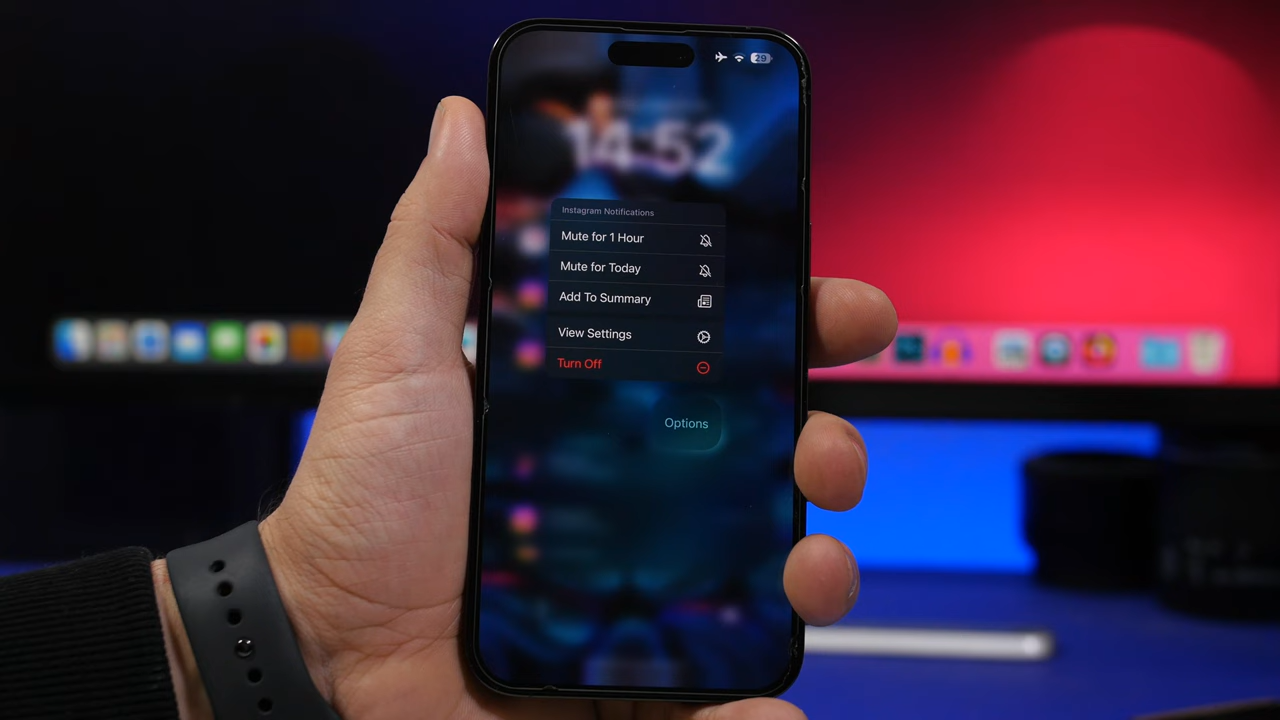 29
14:52
Instagram Notifications
Mute for 1 Hour
Mute for Today
Add To Summary
View Settings
Turn Off
Options